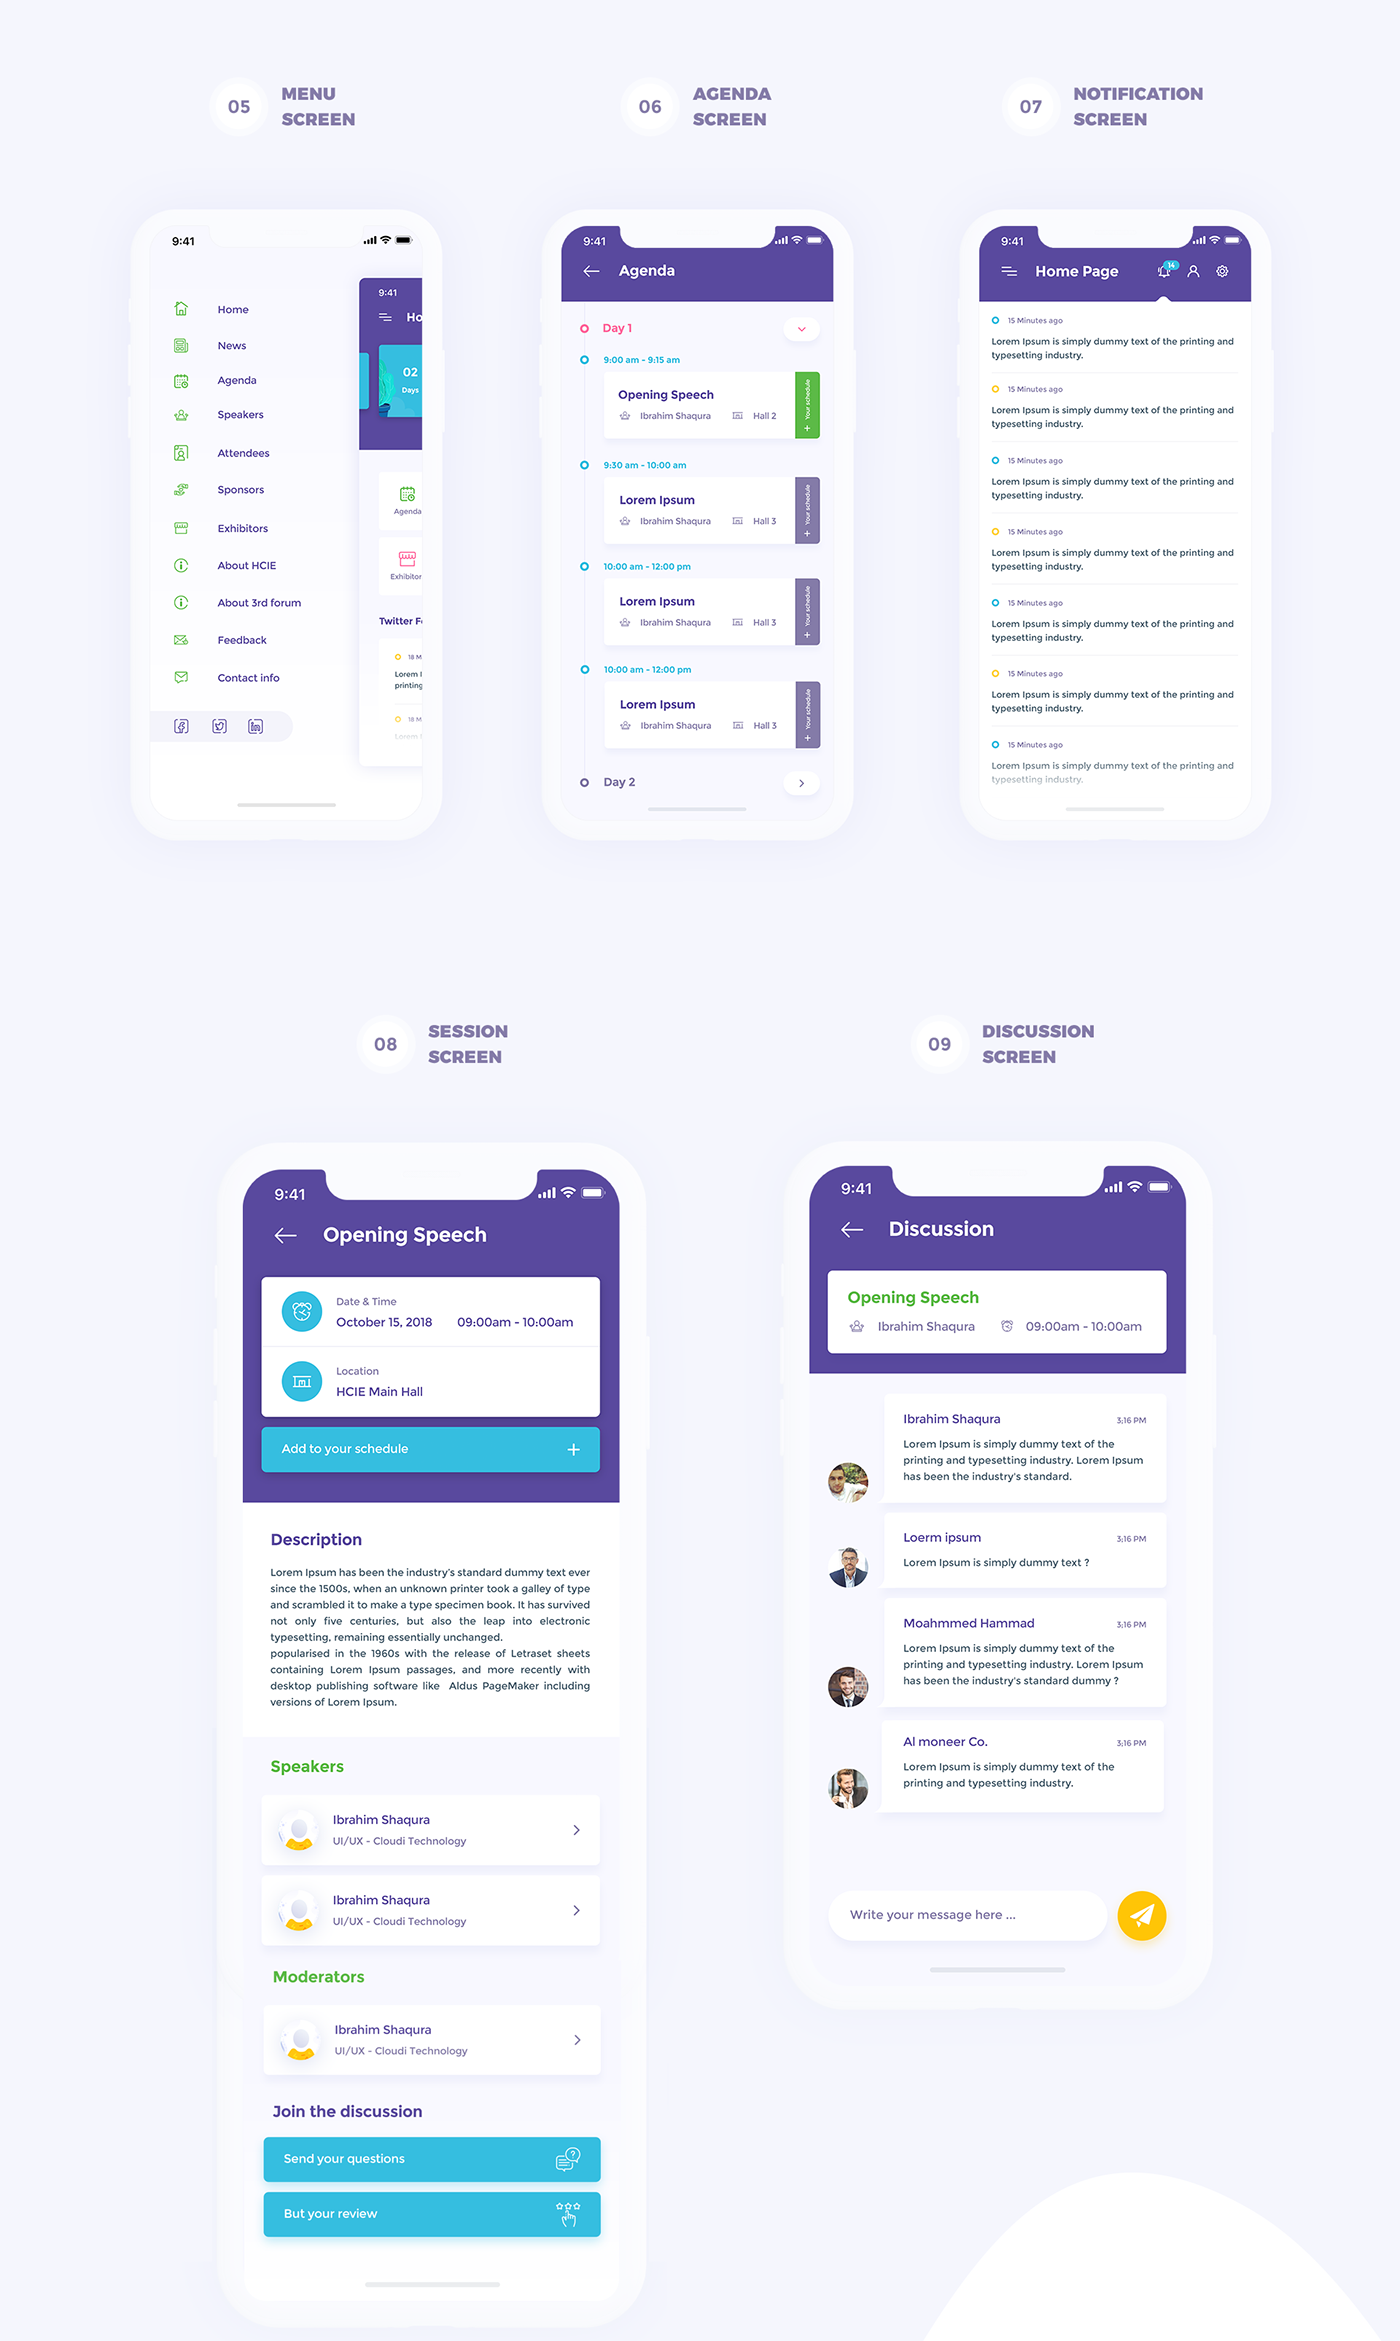 05
MENU
SCREEN
06
AGENDA
SCREEN
07
NOTIFICATION
SCREEN
9:41
Home
News
Agenda
Speakers
Attendees
Sponsors
Exhibitors
About HCIE
About 3rd forum
Feedback
Contact info
9:41
Ho
02
Days
Agenda
Exhibitor
Twitter F
18 M
Lorem I
printing
18 M
Lorem I
9:41
Agenda
Day 1
9:00 am - 9:15 am
Opening Speech
Ibrahim Shaqura Hall 2
+ Your schedule
9:30 am - 10:00 am
Lorem Ipsum
Ibrahim Shaqura Hall 3
+ Your schedule
10:00 am - 12:00 pm
Lorem Ipsum
Ibrahim Shaqura Hall 3
+ Your schedule
10:00 am - 12:00 pm
Lorem Ipsum
Ibrahim Shaqura Hall 3
+ Your schedule
Day 2
9:41
Home Page
14
15 Minutes ago
Lorem Ipsum is simply dummy text of the printing and
typesetting industry.
15 Minutes ago
Lorem Ipsum is simply dummy text of the printing and
typesetting industry.
15 Minutes ago
Lorem Ipsum is simply dummy text of the printing and
typesetting industry.
15 Minutes ago
Lorem Ipsum is simply dummy text of the printing and
typesetting industry.
15 Minutes ago
Lorem Ipsum is simply dummy text of the printing and
typesetting industry.
15 Minutes ago
Lorem Ipsum is simply dummy text of the printing and
typesetting industry.
15 Minutes ago
Lorem Ipsum is simply dummy text of the printing and
typesetting industry.
08
SESSION
SCREEN
09
DISCUSSION
SCREEN
9:41
Opening Speech
Date & Time
October 15, 2018 09:00am - 10:00am
Location
HCIE Main Hall
Add to your schedule +
Description
Lorem Ipsum has been the industry's standard dummy text ever
since the 1500s, when an unknown printer took a galley of type
and scrambled it to make a type specimen book. It has survived
not only five centuries, but also the leap into electronic
typesetting, remaining essentially unchanged.
popularised in the 1960s with the release of Letraset sheets
containing Lorem Ipsum passages, and more recently with
desktop publishing software like Aldus PageMaker including
versions of Lorem Ipsum.
Speakers
Ibrahim Shaqura
UI/UX - Cloudi Technology
Ibrahim Shaqura
UI/UX - Cloudi Technology
Moderators
Ibrahim Shaqura
UI/UX - Cloudi Technology
Join the discussion
Send your questions
?
But your review
9:41
Discussion
Opening Speech
Ibrahim Shaqura 09:00am - 10:00am
Ibrahim Shaqura 3;16 PM
Lorem Ipsum is simply dummy text of the
printing and typesetting industry. Lorem Ipsum
has been the industry's standard.
Loerm ipsum 3;16 PM
Lorem Ipsum is simply dummy text ?
Moahmmed Hammad 3;16 PM
Lorem Ipsum is simply dummy text of the
printing and typesetting industry. Lorem Ipsum
has been the industry's standard dummy ?
Al moneer Co. 3;16 PM
Lorem Ipsum is simply dummy text of the
printing and typesetting industry.
Write your message here ...